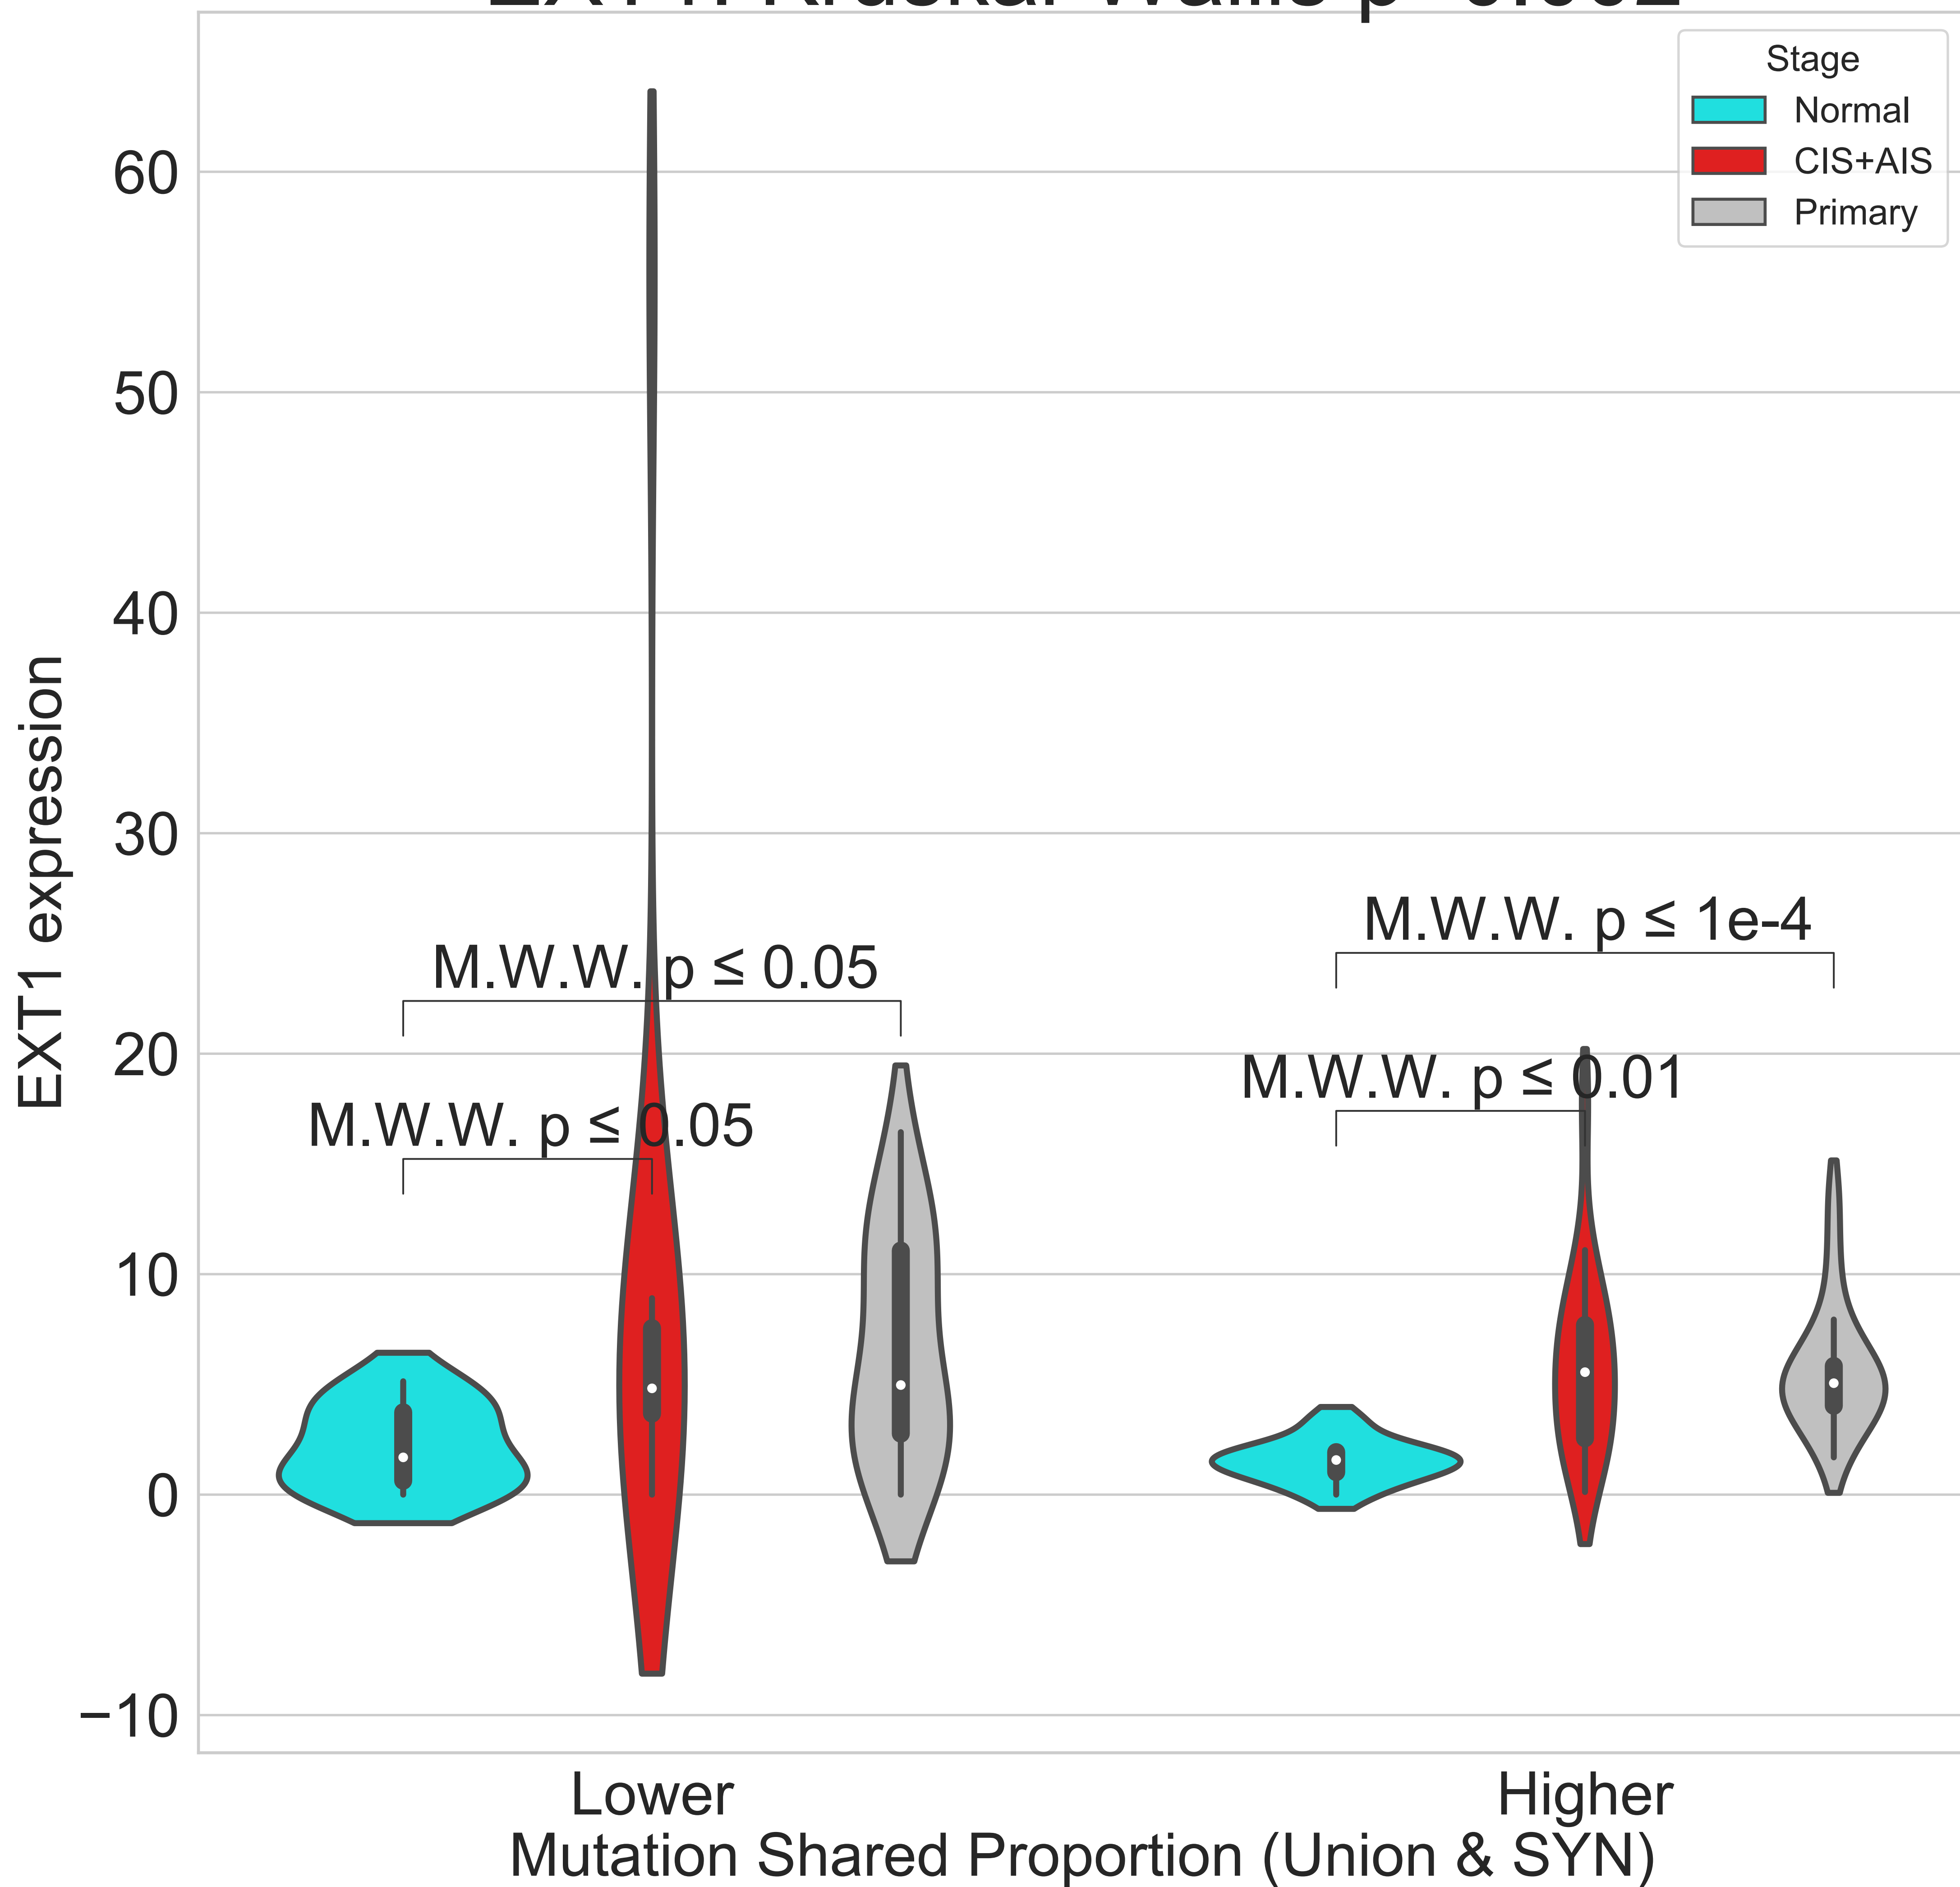 Stage
Normal
CIS+AIS
Primary
60
50
40
30
20
10
0
−10
EXT1 expression
M.W.W. p ≤ 0.05
M.W.W. p ≤ 0.05
M.W.W. p ≤ 1e-4
M.W.W. p ≤ 0.01
Lower
Higher
Mutation Shared Proportion (Union & SYN)